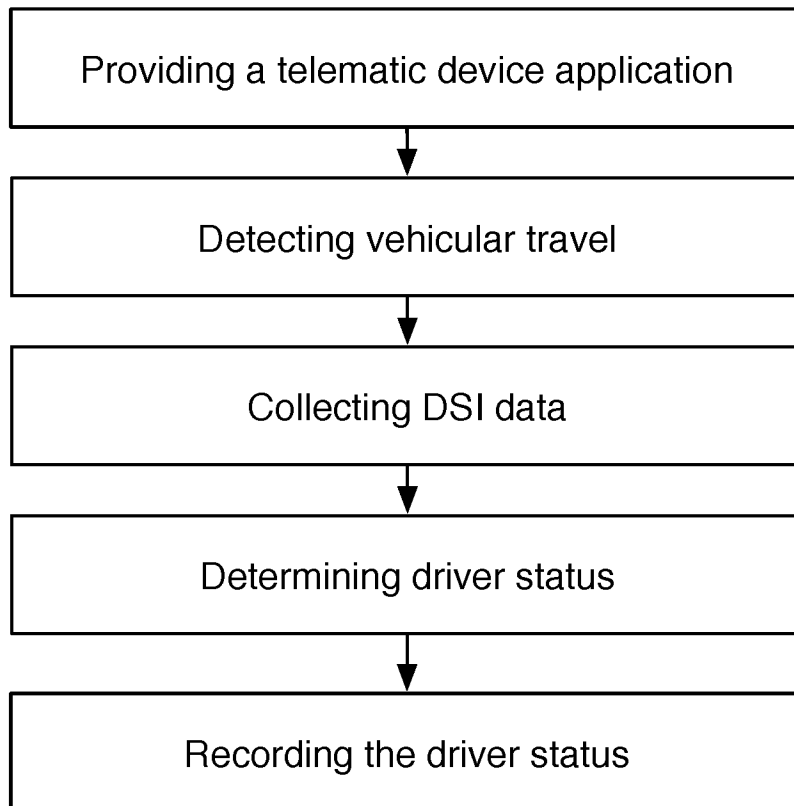 Providing a telematic device application
Detecting vehicular travel
Collecting DSI data
Determining driver status
Recording the driver status